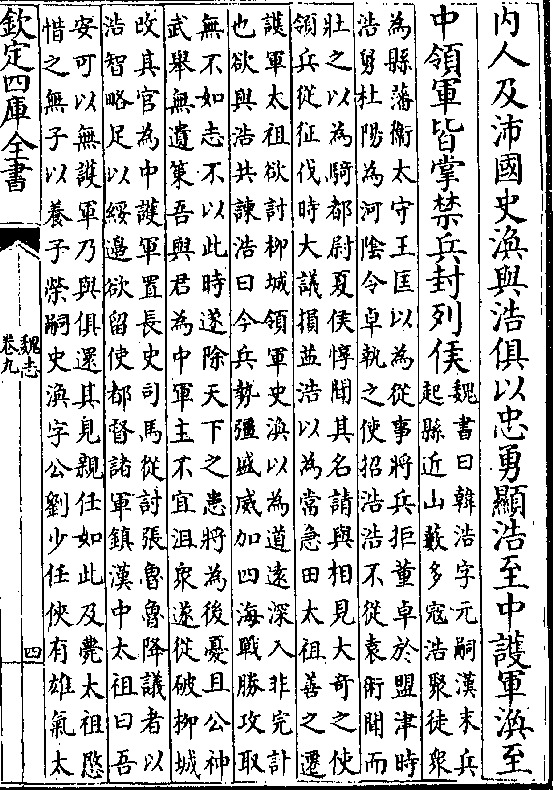 内人及沛國史渙與浩俱以忠勇顯浩至中護軍渙至
中領軍皆掌禁兵封列侯
魏書曰韓浩字元嗣漢末兵
起縣近山藪多寇浩聚徒衆
為縣藩衞太守王匡以為從事將兵拒董卓於盟津時
浩舅杜陽為河隂令卓執之使招浩浩不從袁術聞而
壯之以為騎都尉夏侯惇聞其名請與相見大奇之使
領兵從征伐時大議損益浩以為當急田太祖善之遷
護軍太祖欲討柳城領軍史渙以為道遠深入非完計
也欲與浩共諫浩曰今兵勢彊盛威加四海戰勝攻取
無不如志不以此時遂除天下之患將為後憂且公神
武舉無遺策吾與君為中軍主不宜沮衆遂從破柳城
改其官為中護軍置長史司馬從討張魯魯降議者以
浩智略足以綏邊欲留使都督諸軍鎮漢中太祖曰吾
安可以無護軍乃與俱還其見親任如此及薨太祖愍
惜之無子以養子榮嗣史渙字公劉少任俠有雄氣太
欽定四庫全書
魏志
卷九
四